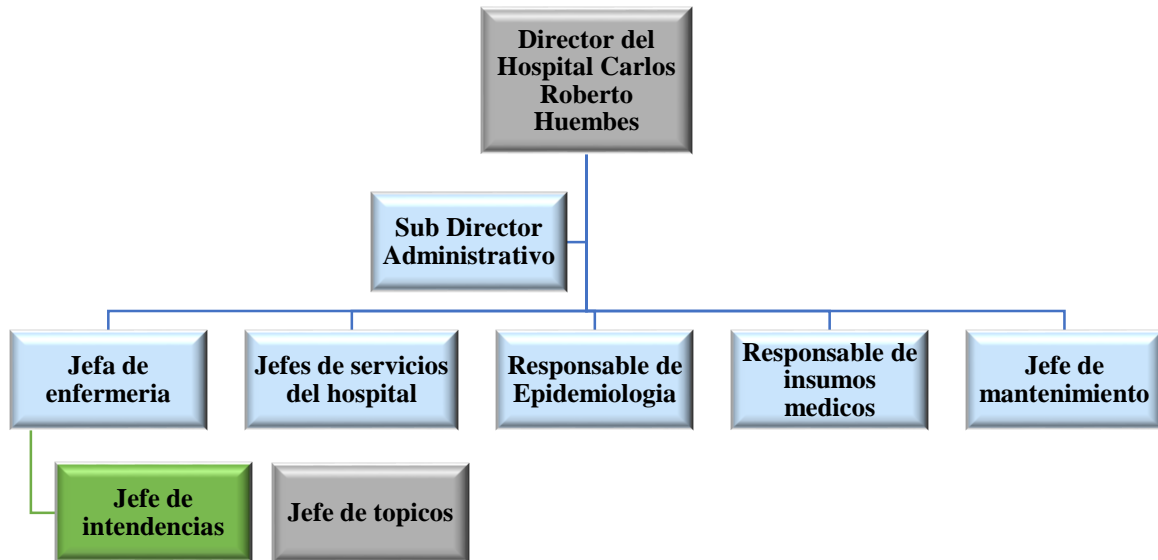 Director del
Hospital Carlos
Roberto
Huembes
Sub Director
Administrativo
Jefa de
enfermeria
Jefes de servicios
del hospital
Responsable de
Epidemiologia
Responsable de
insumos
medicos
Jefe de
mantenimiento
Jefe de
intendencias
Jefe de topicos